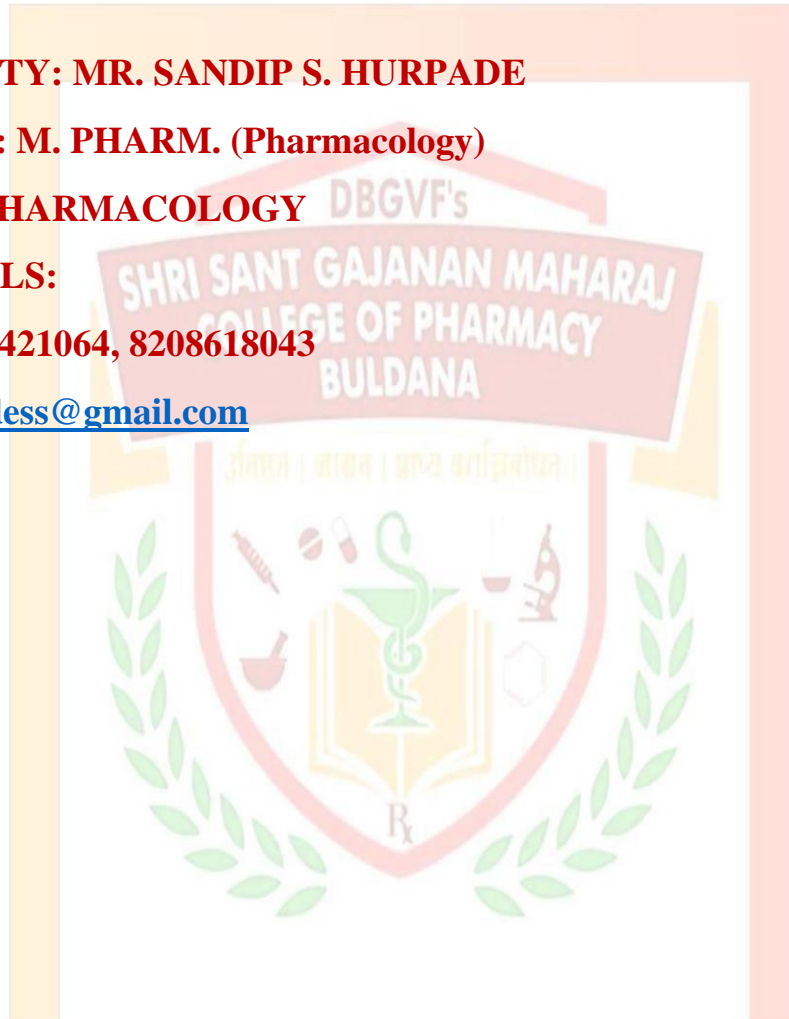 TY: MR. SANDIP S. HURPADE
: M. PHARM. (Pharmacology)
HARMACOLOGY
DBGVF's
LS:
SHRI SANT GAJANAN MAHARAJ
421064, 8208618043
COLLEGE OF PHARMACY
BULDANA
less@gmail.com
Rx